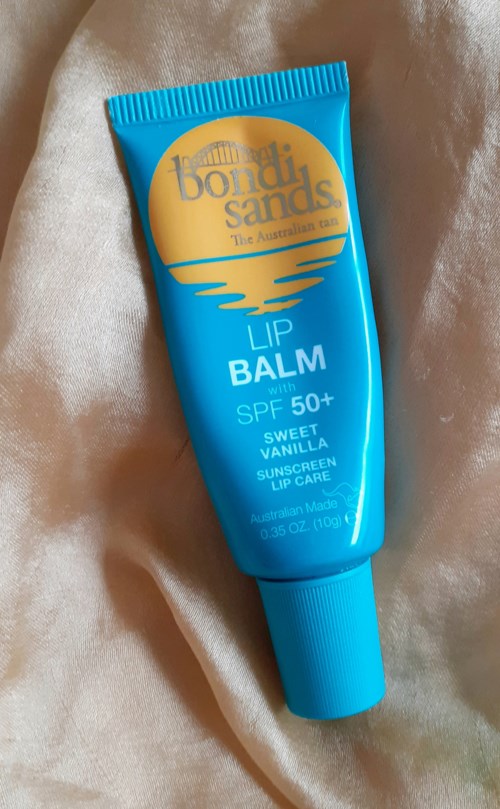 bondi
sands®
The Australian tan
LIP
BALM
with
SPF 50+
SWEET
VANILLA
SUNSCREEN
LIP CARE
Australian Made
0.35 OZ. (10g) ℮